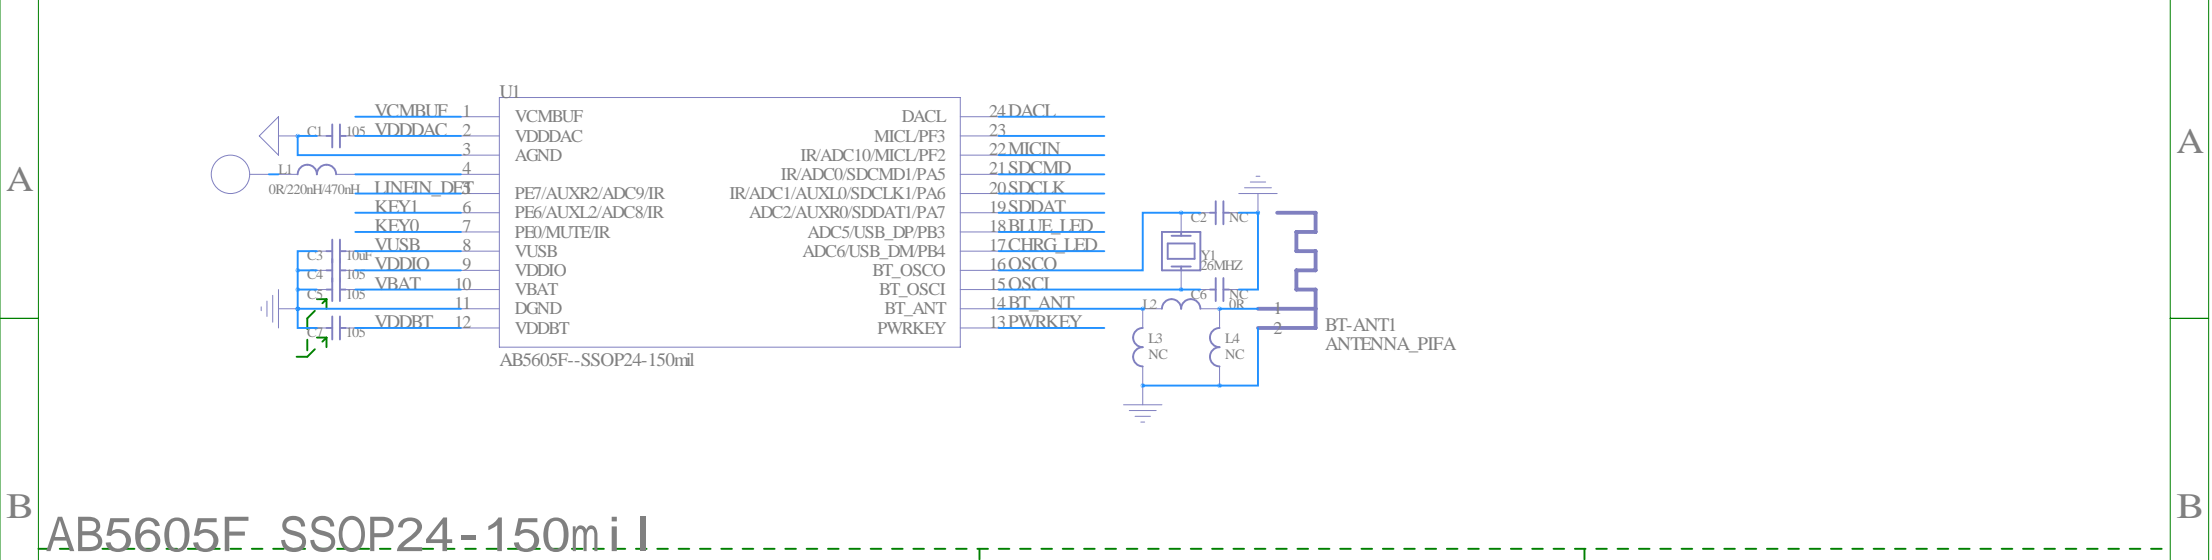 U1
VCMBUF 1 VCMBUF DACL 24 DACL
C1 105 VDDDAC 2 VDDDAC MICL/PF3 23
3 AGND IR/ADC10/MICL/PF2 22 MICIN
A L1 4 IR/ADC0/SDCMD1/PA5 21 SDCMD A
0R/220nH/470nH LINEIN_DET 5 PE7/AUXR2/ADC9/IR IR/ADC1/AUXL0/SDCLK1/PA6 20 SDCLK
KEY1 6 PE6/AUXL2/ADC8/IR ADC2/AUXR0/SDDAT1/PA7 19 SDDAT
C2 NC
KEY0 7 PE0/MUTE/IR ADC5/USB_DP/PB3 18 BLUE_LED
C3 10uF VUSB 8 VUSB ADC6/USB_DM/PB4 17 CHRG_LED
Y1
26MHZ
C4 105 VDDIO 9 VDDIO BT_OSCO 16 OSCO
C5 105 VBAT 10 VBAT BT_OSCI 15 OSCI
C6 NC
11 DGND BT_ANT 14 BT_ANT L2 0R 1
C7 105 VDDBT 12 VDDBT PWRKEY 13 PWRKEY 2
L3 NC
L4 NC
BT-ANT1
ANTENNA_PIFA
AB5605F--SSOP24-150mil
B B
AB5605F SSOP24-150mil